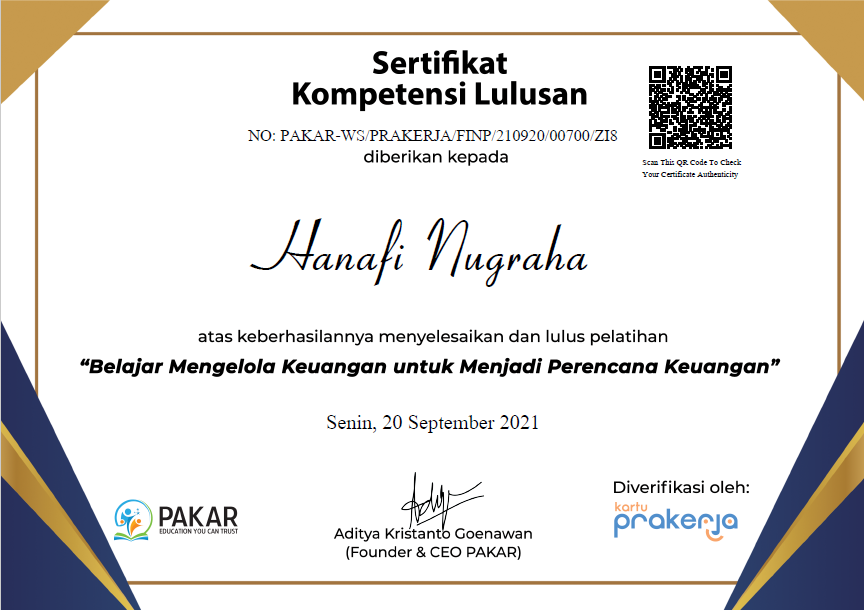 Sertifikat
Kompetensi Lulusan
NO: PAKAR-WS/PRAKERJA/FINP/210920/00700/ZI8
diberikan kepada
Scan This QR Code To Check
Your Certificate Authenticity
Hanafi Nugraha
atas keberhasilannya menyelesaikan dan lulus pelatihan
“Belajar Mengelola Keuangan untuk Menjadi Perencana Keuangan”
Senin, 20 September 2021
PAKAR
EDUCATION YOU CAN TRUST
Aditya Kristanto Goenawan
(Founder & CEO PAKAR)
Diverifikasi oleh:
kartu
prakerja